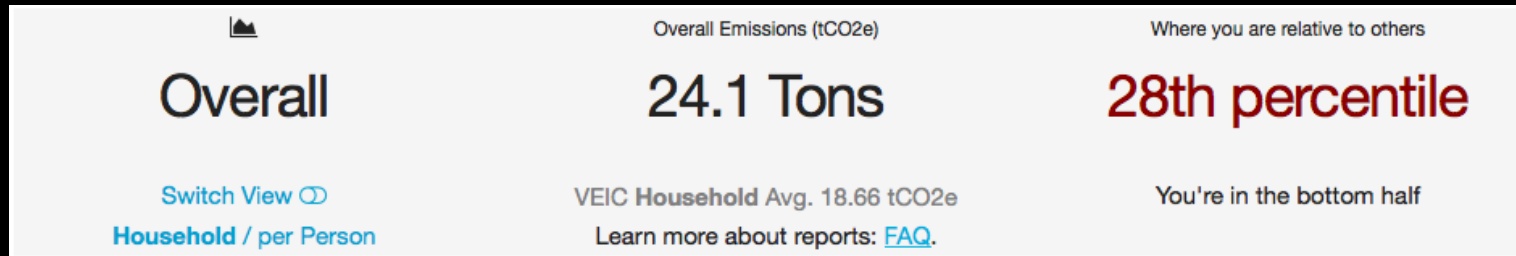 Overall
Switch View
Household / per Person
Overall Emissions (tCO2e)
24.1 Tons
VEIC Household Avg. 18.66 tCO2e
Learn more about reports: FAQ.
Where you are relative to others
28th percentile
You're in the bottom half